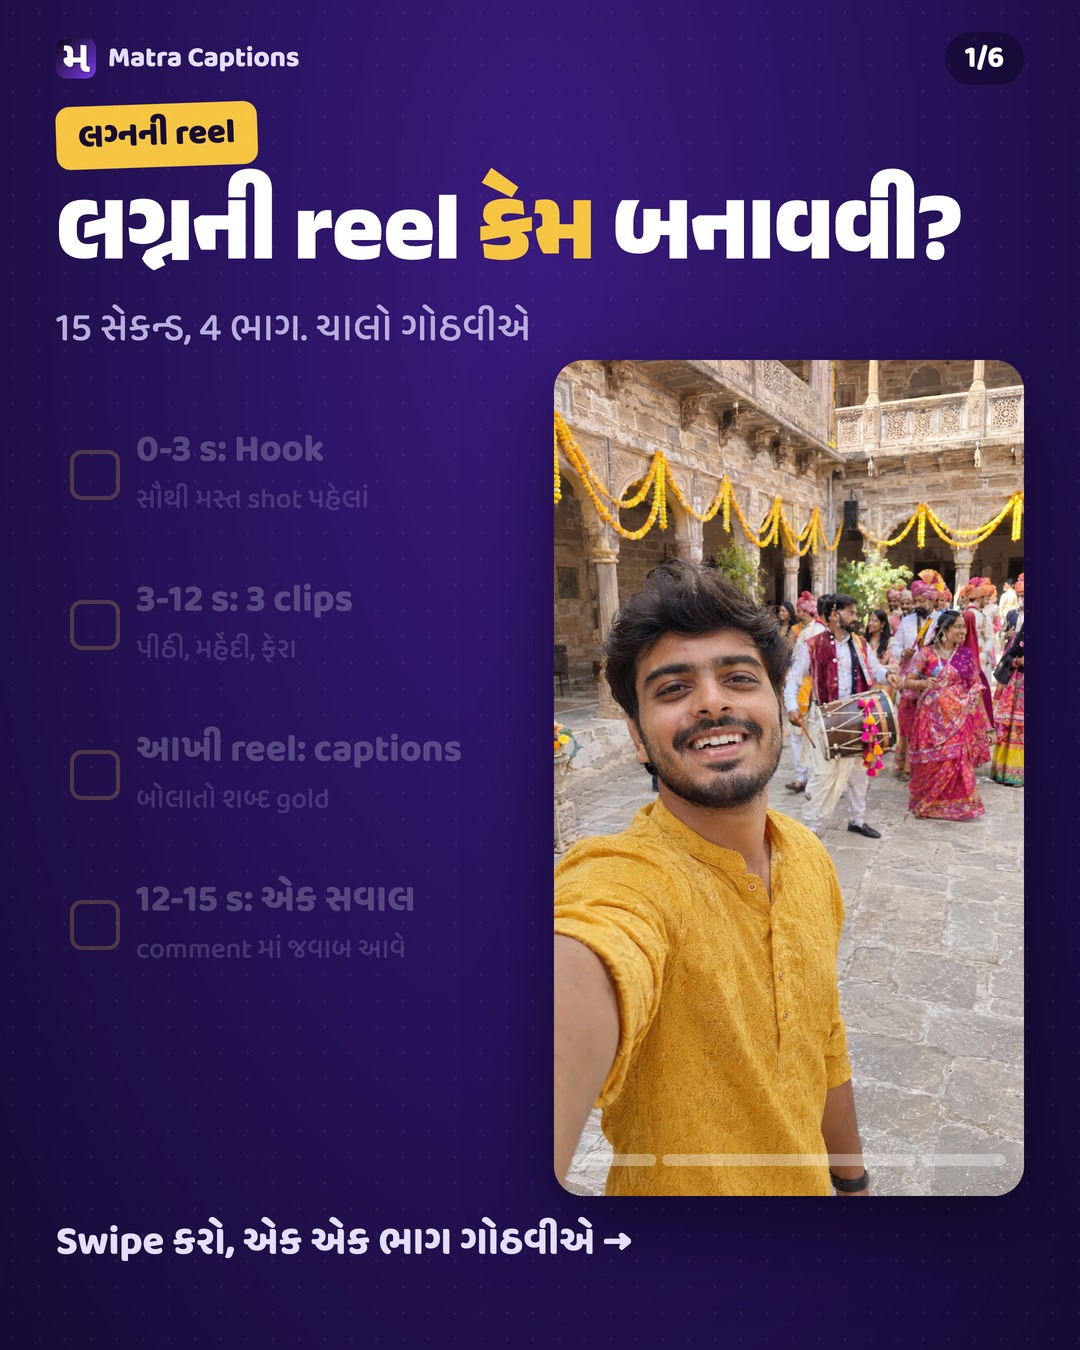 Matra Captions
1/6
લગ્નની reel
લગ્નની reel કેમ બનાવવી?
15 સેકન્ડ, 4 ભાગ. ચાલો ગોઠવીએ
0-3 s: Hook
સૌથી મસ્ત shot પહેલાં
3-12 s: 3 clips
પીઠી, મહેંદી, ફેરા
આખી reel: captions
બોલાતો શબ્દ gold
12-15 s: એક સવાલ
comment માં જવાબ આવે
Swipe કરો, એક એક ભાગ ગોઠવીએ →